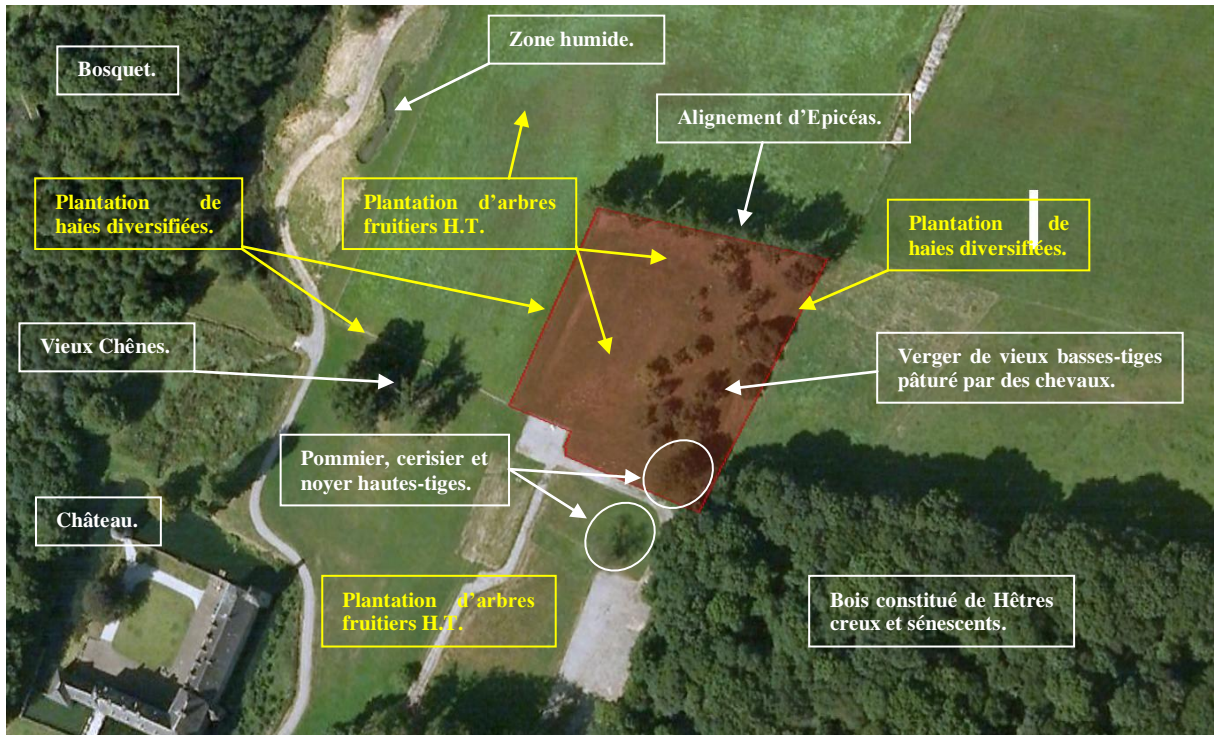 Zone humide.
Bosquet.
Alignement d'Epicéas.
Plantation de
haies diversifiées.
Plantation d'arbres
fruitiers H.T.
Plantation de
haies diversifiées.
Vieux Chênes.
Verger de vieux basses-tiges
pâturé par des chevaux.
Pommier, cerisier et
noyer hautes-tiges.
Château.
Plantation d'arbres
fruitiers H.T.
Bois constitué de Hêtres
creux et sénescents.